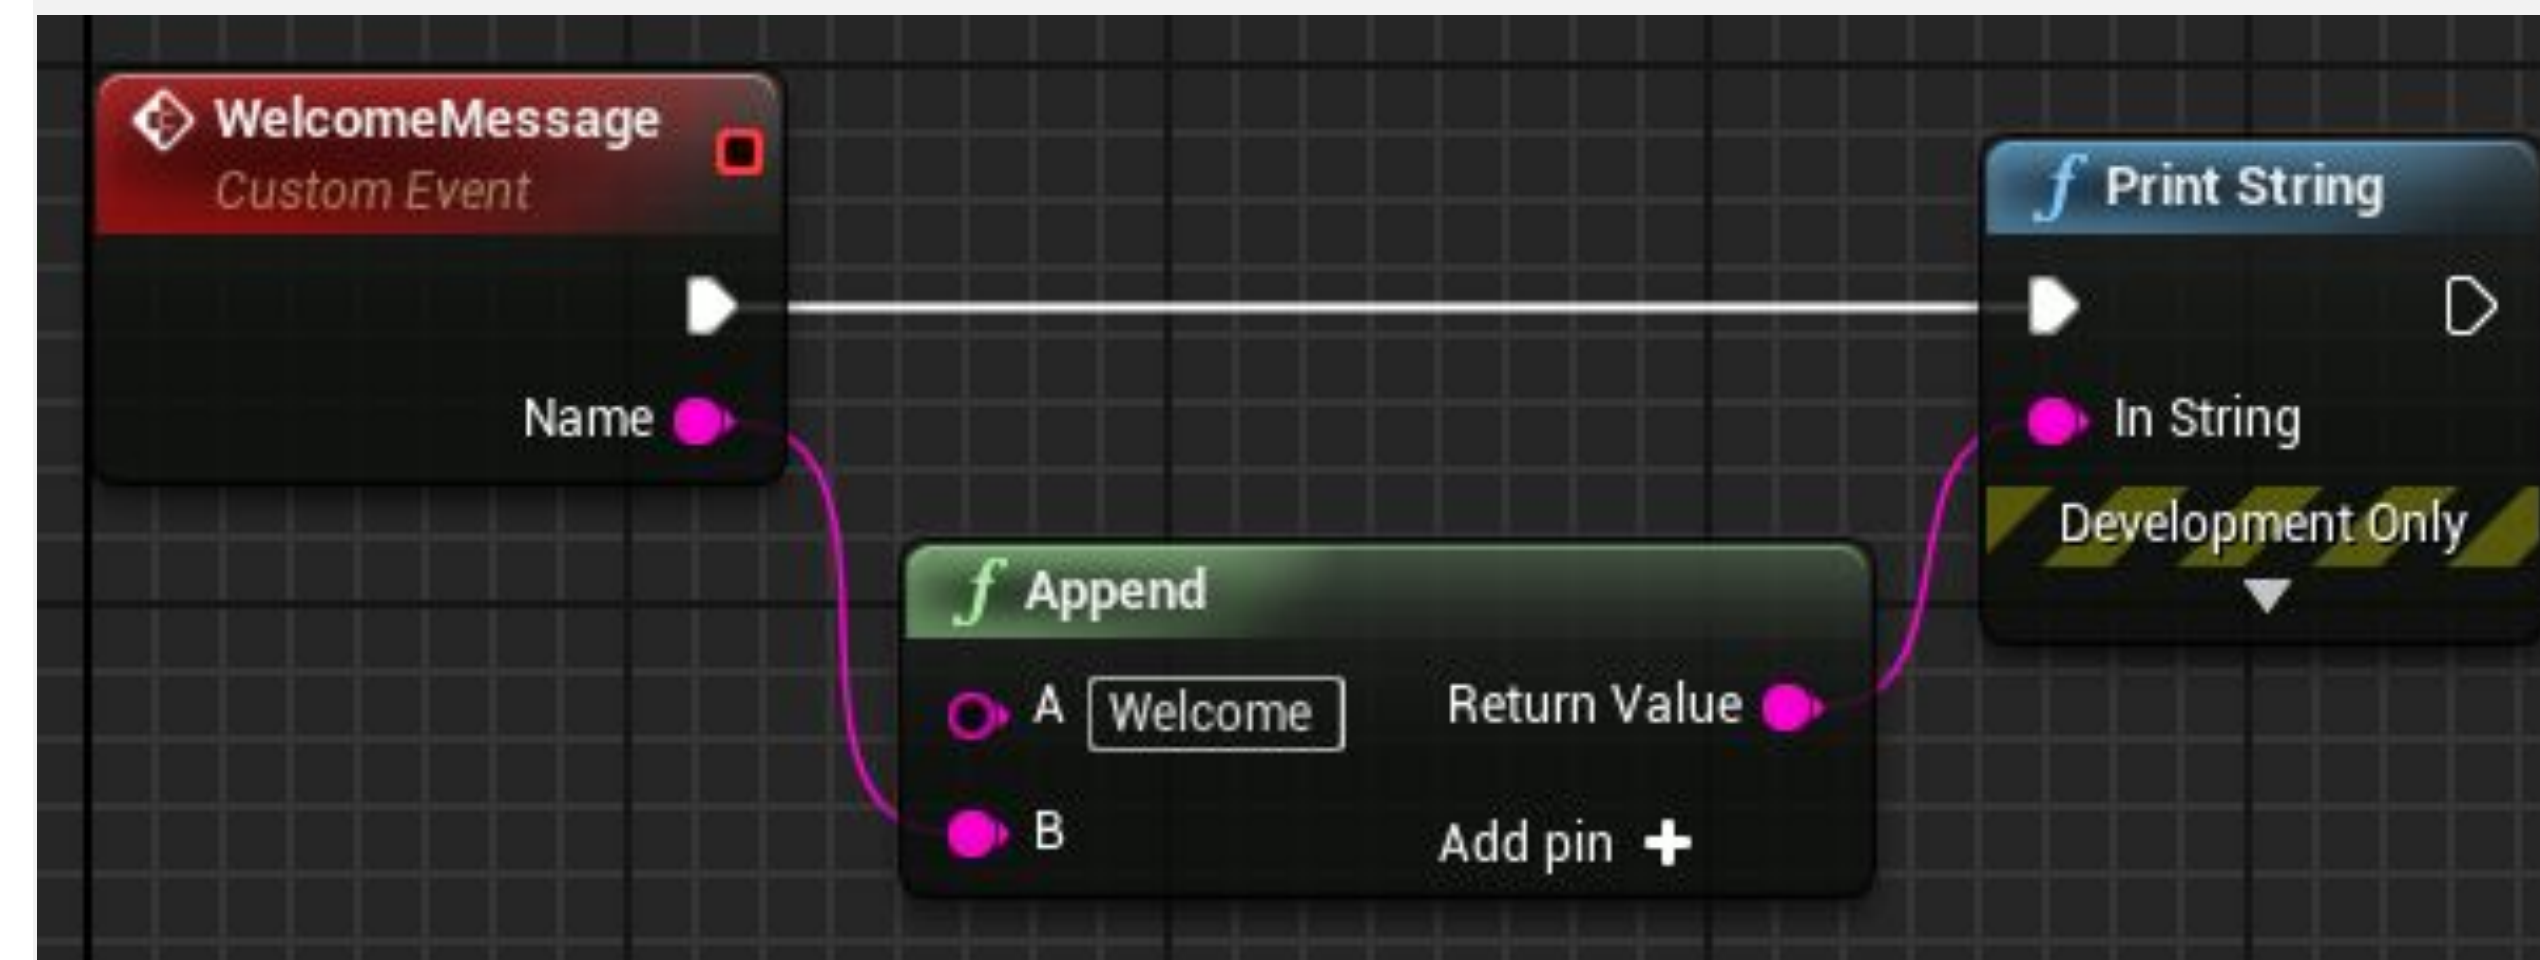 WelcomeMessage
Custom Event
Name
Print String
In String
Development Only
f Append
A Welcome
Return Value
B
Add pin +